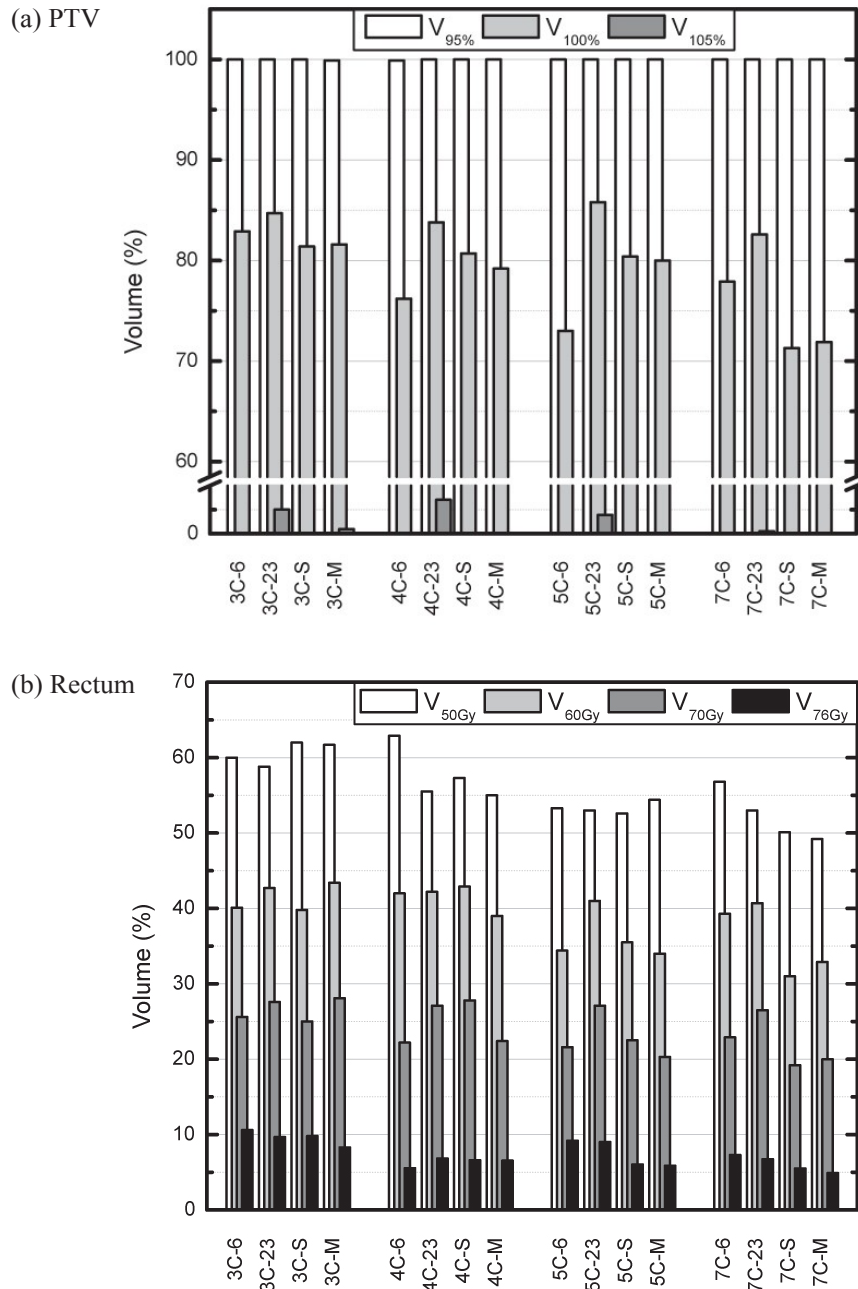 (a) PTV
V95% V100% V105%
100
90
80
70
60
0
Volume (%)
3C-6 3C-23 3C-S 3C-M 4C-6 4C-23 4C-S 4C-M 5C-6 5C-23 5C-S 5C-M 7C-6 7C-23 7C-S 7C-M
(b) Rectum
V50Gy V60Gy V70Gy V76Gy
70
60
50
40
30
20
10
0
Volume (%)
3C-6 3C-23 3C-S 3C-M 4C-6 4C-23 4C-S 4C-M 5C-6 5C-23 5C-S 5C-M 7C-6 7C-23 7C-S 7C-M